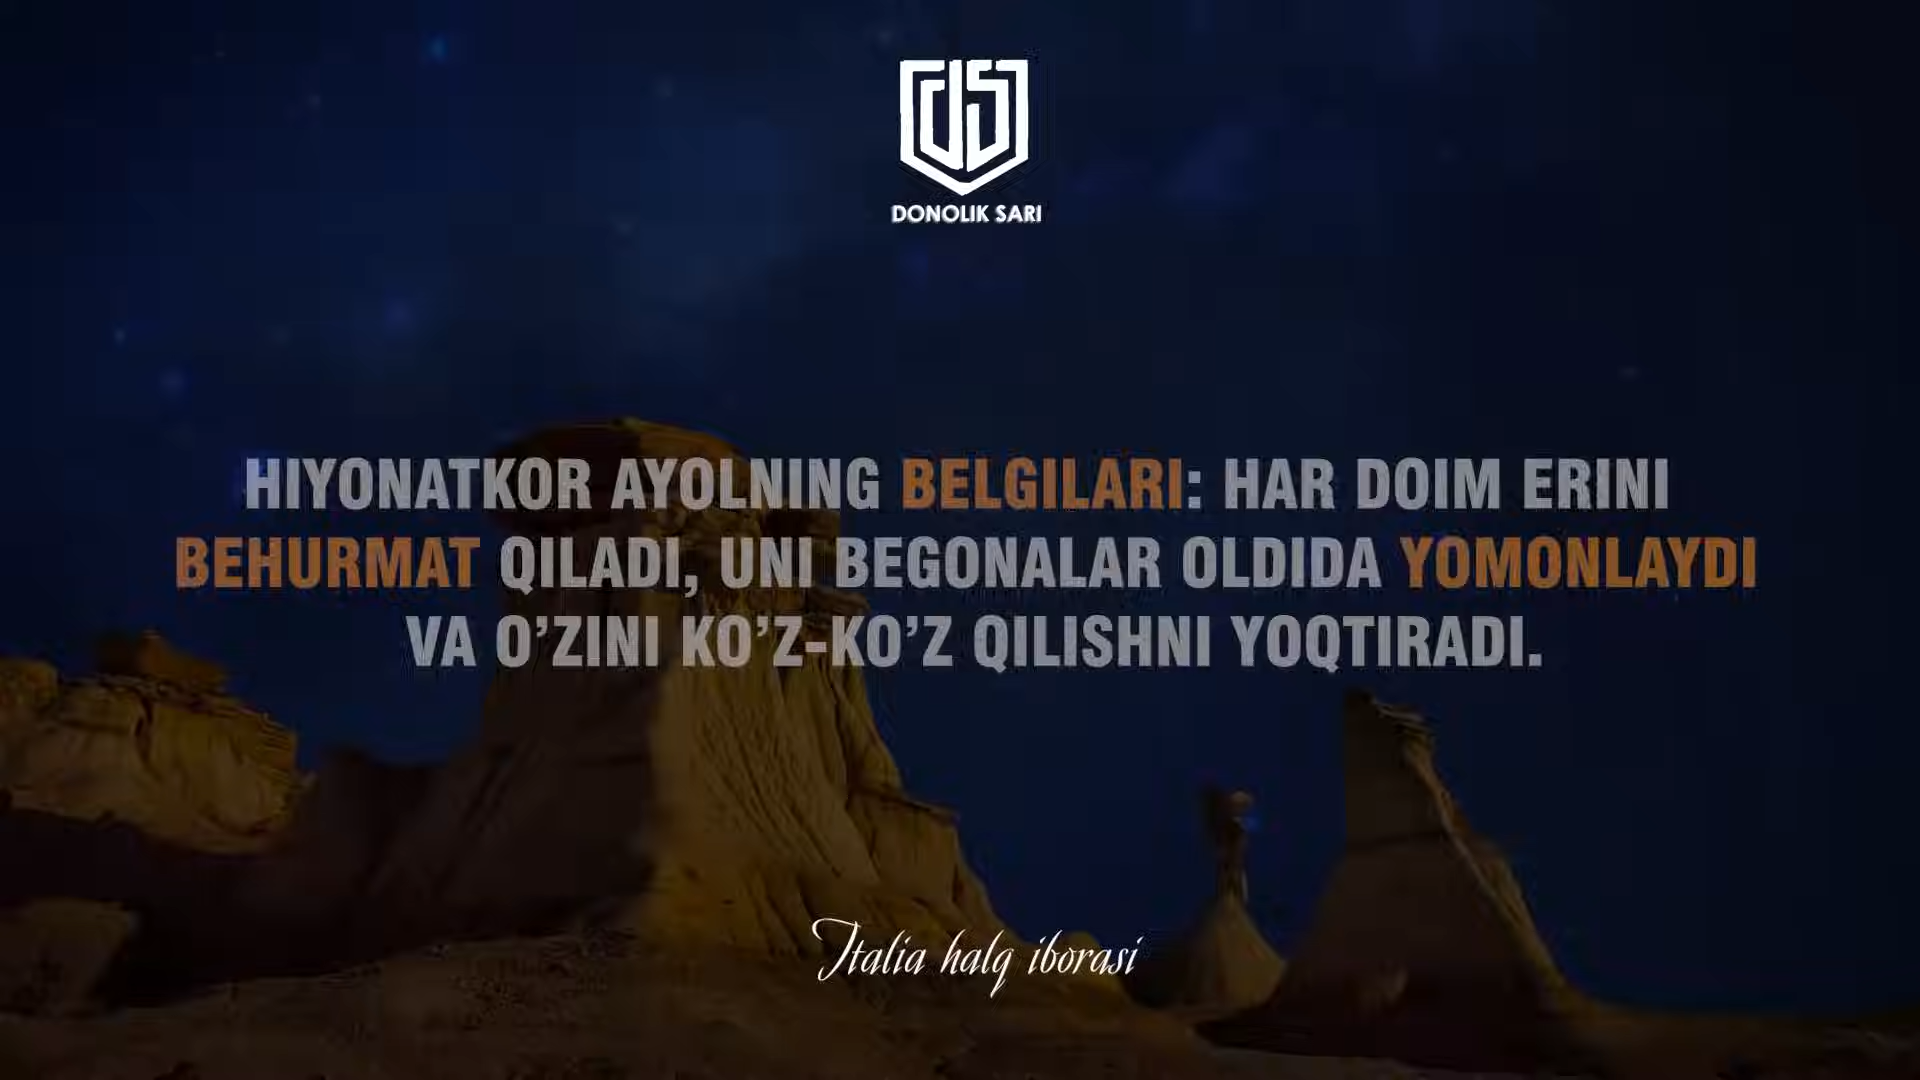 DONOLIK SARI
HIYONATKOR AYOLNING BELGILARI: HAR DOIM ERINI
BEHURMAT QILADI, UNI BEGONALAR OLDIDA YOMONLAYDI
VA O’ZINI KO’Z-KO’Z QILISHNI YOQTIRADI.
Italia halq iborasi